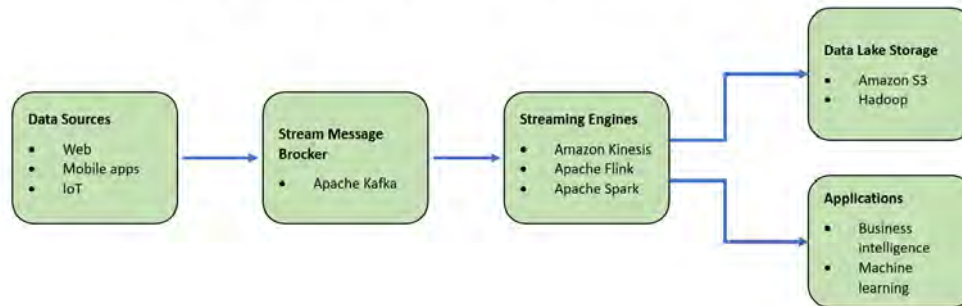 Data Sources
• Web
• Mobile apps
• IoT
Stream Message
Brocker
• Apache Kafka
Streaming Engines
• Amazon Kinesis
• Apache Flink
• Apache Spark
Data Lake Storage
• Amazon S3
• Hadoop
Applications
• Business
intelligence
• Machine
learning